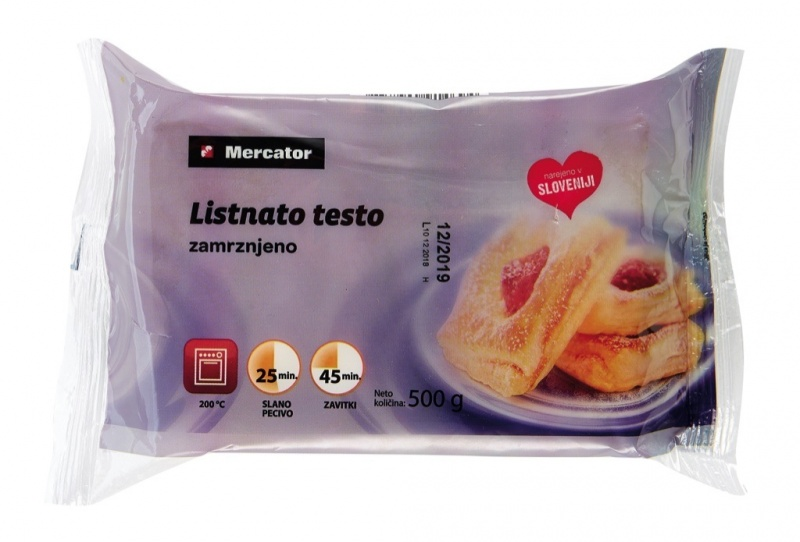 Mercator
narejeno v
SLOVENIJI
Listnato testo
zamrznjeno
12/2019
L10 12 2018 H
200 °C
25 min.
SLANO
PECIVO
45 min.
ZAVITKI
Neto
količina: 500 g